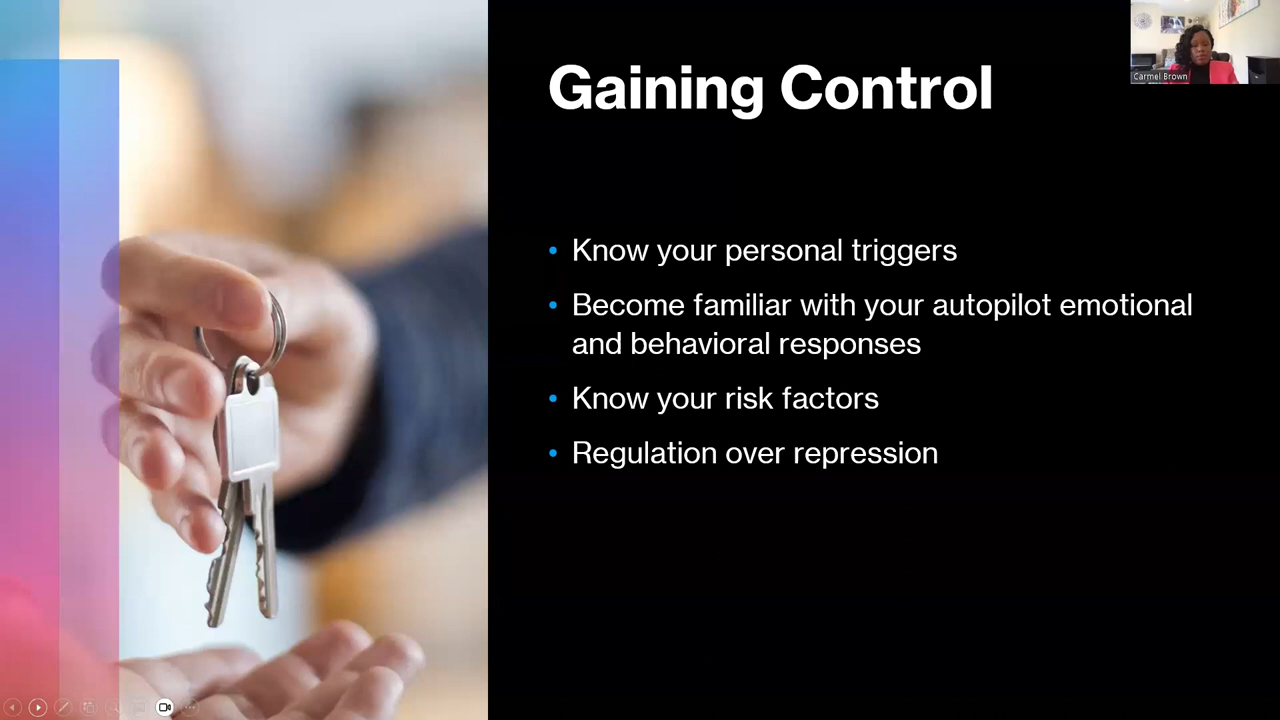 Gaining Control
Carmel Brown
• Know your personal triggers
• Become familiar with your autopilot emotional
and behavioral responses
• Know your risk factors
• Regulation over repression